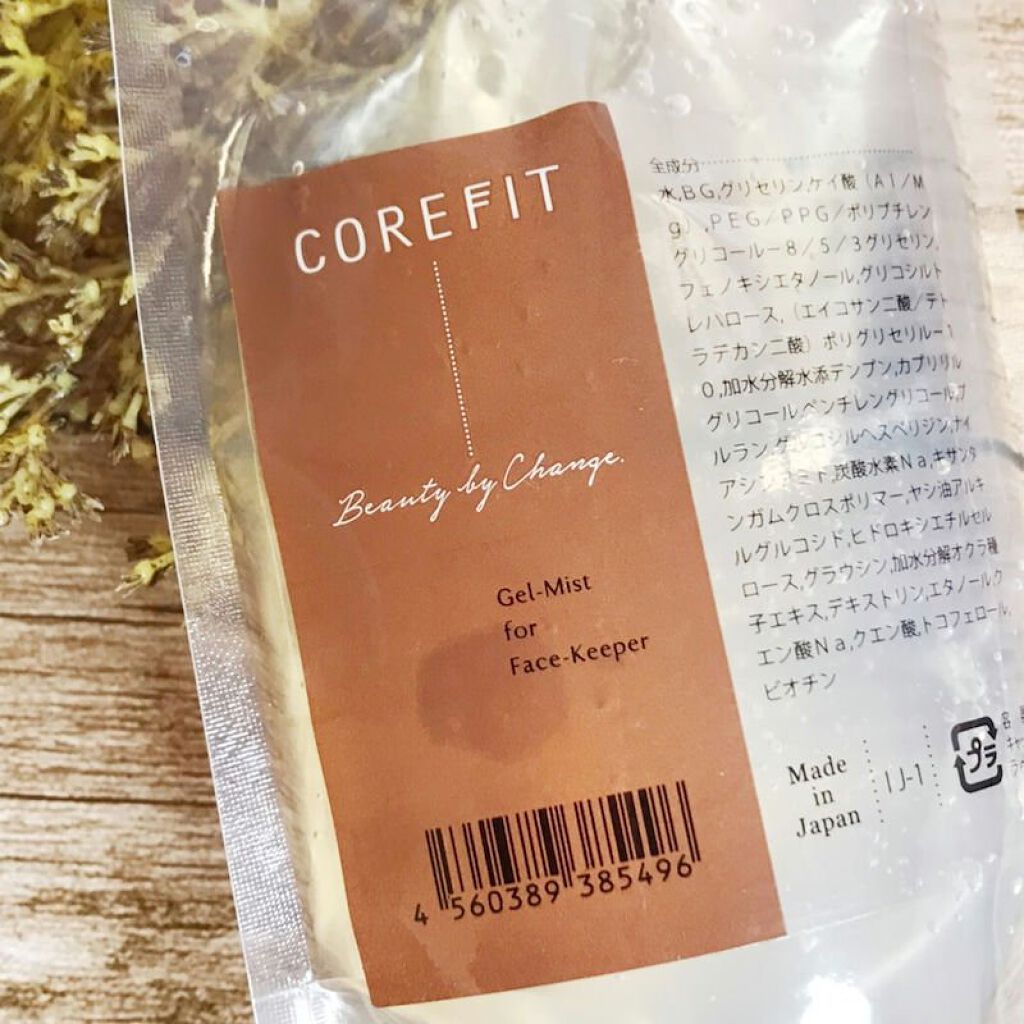 COREFIT
Beauty by Change.
Gel-Mist
for
Face-Keeper
4 560389 385496
全成分
水,BG,グリセリン,ケイ酸(Al/M
g),PEG/PPG/ポリブチレン
グリコールー8/5/3グリセリン,
フェノキシエタノール,グリコシルト
レハロース,(エイコサン二酸/テト
ラデカン二酸)ポリグリセリルー1
0,加水分解水添デンプン,カプリリル
グリコール,ペンチレングリコール,プ
ルラン,グルコシルヘスペリジン,ナイ
アシンアミド,炭酸水素Na,キサンタ
ンガムクロスポリマー,ヤシ油アルキ
ルグルコシド,ヒドロキシエチルセル
ロース,グラウシン,加水分解オクラ種
子エキス,デキストリン,エタノール,ク
エン酸Na,クエン酸,トコフェロール,
ビオチン
Made
in
Japan
IJ-1
プラ